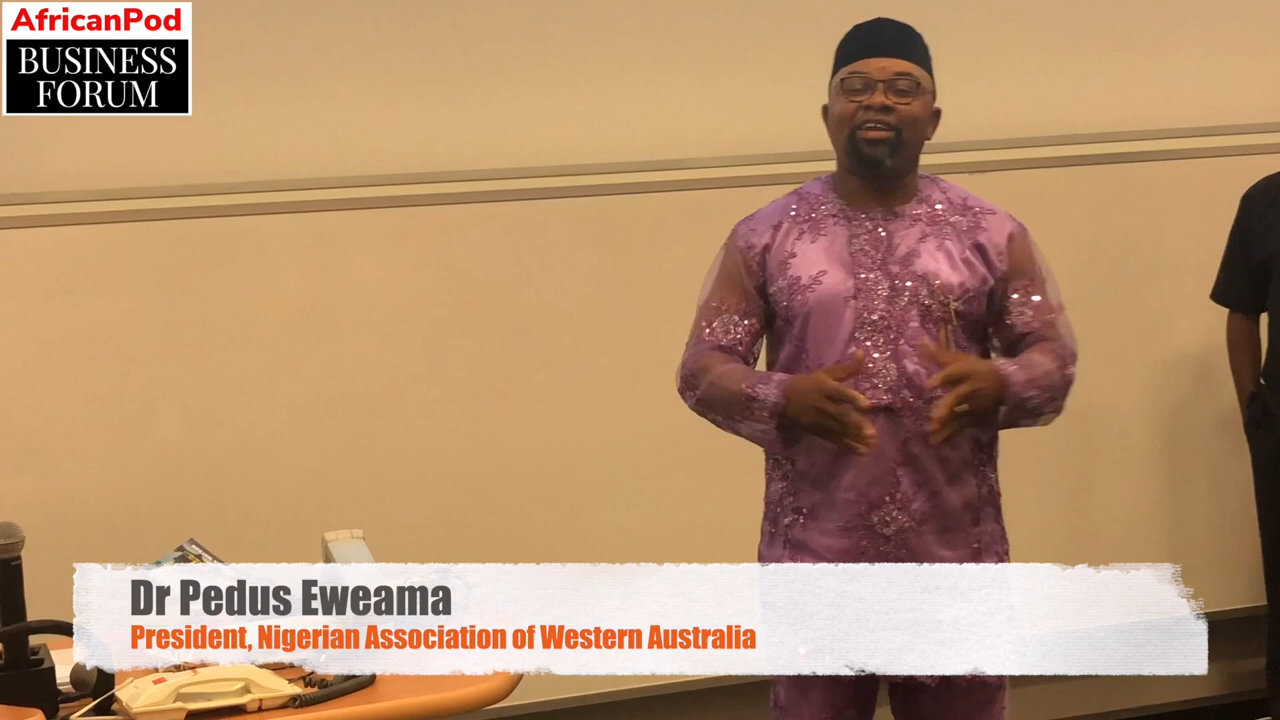 AfricanPod
BUSINESS
FORUM
Dr Pedus Eweama
President, Nigerian Association of Western Australia